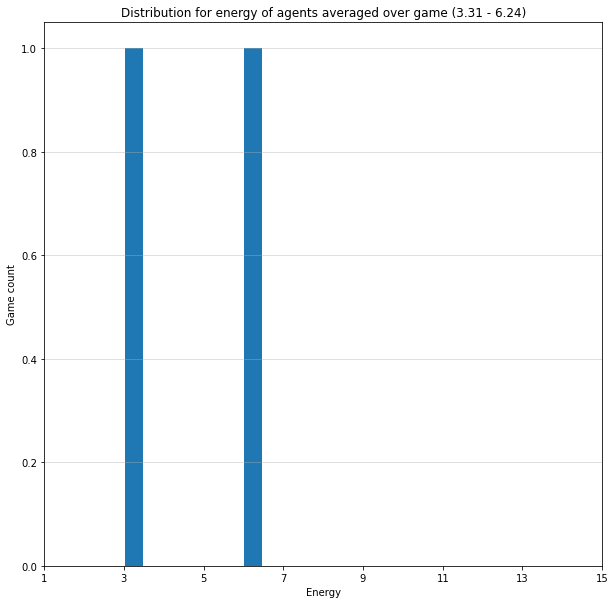 Distribution for energy of agents averaged over game (3.31 - 6.24)
1.0
0.8
0.6
0.4
0.2
0.0
Game count
1 3 5 7 9 11 13 15
Energy